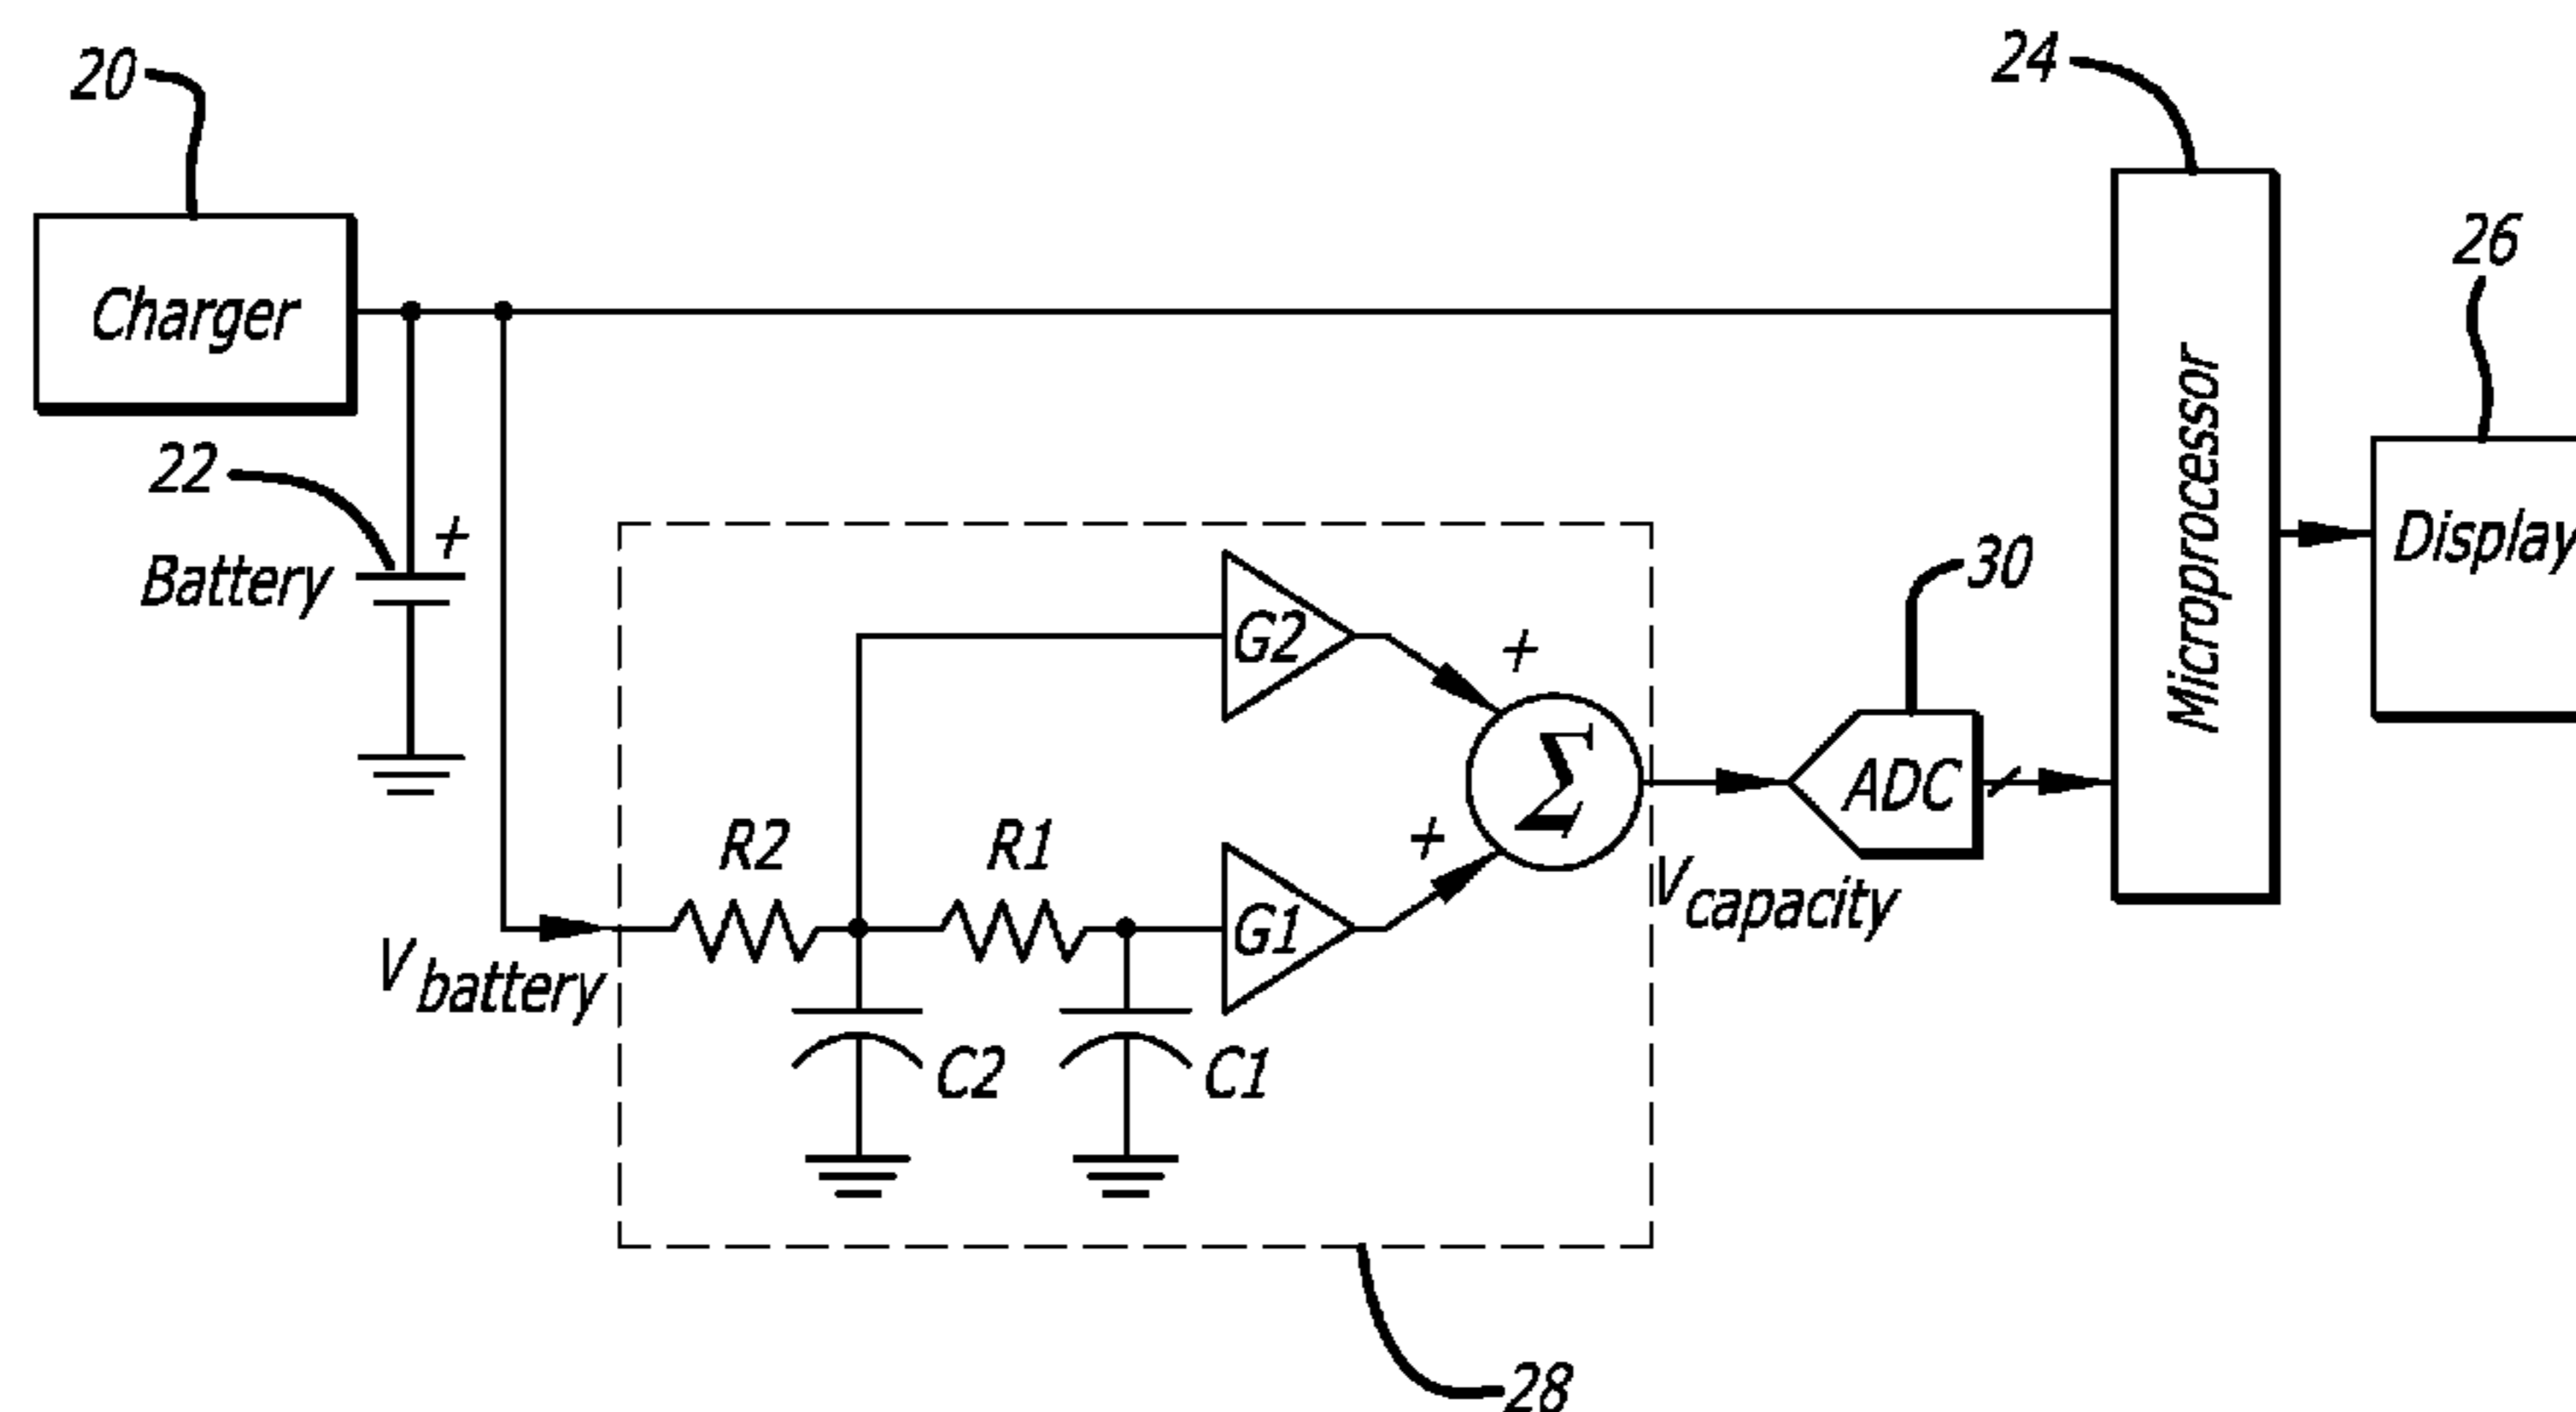 20
24
26
Charger
22
+
Battery
30
Display
Microprocessor
G2
+
Σ
ADC
R2
R1
+
G1
V capacity
V battery
C2
C1
28